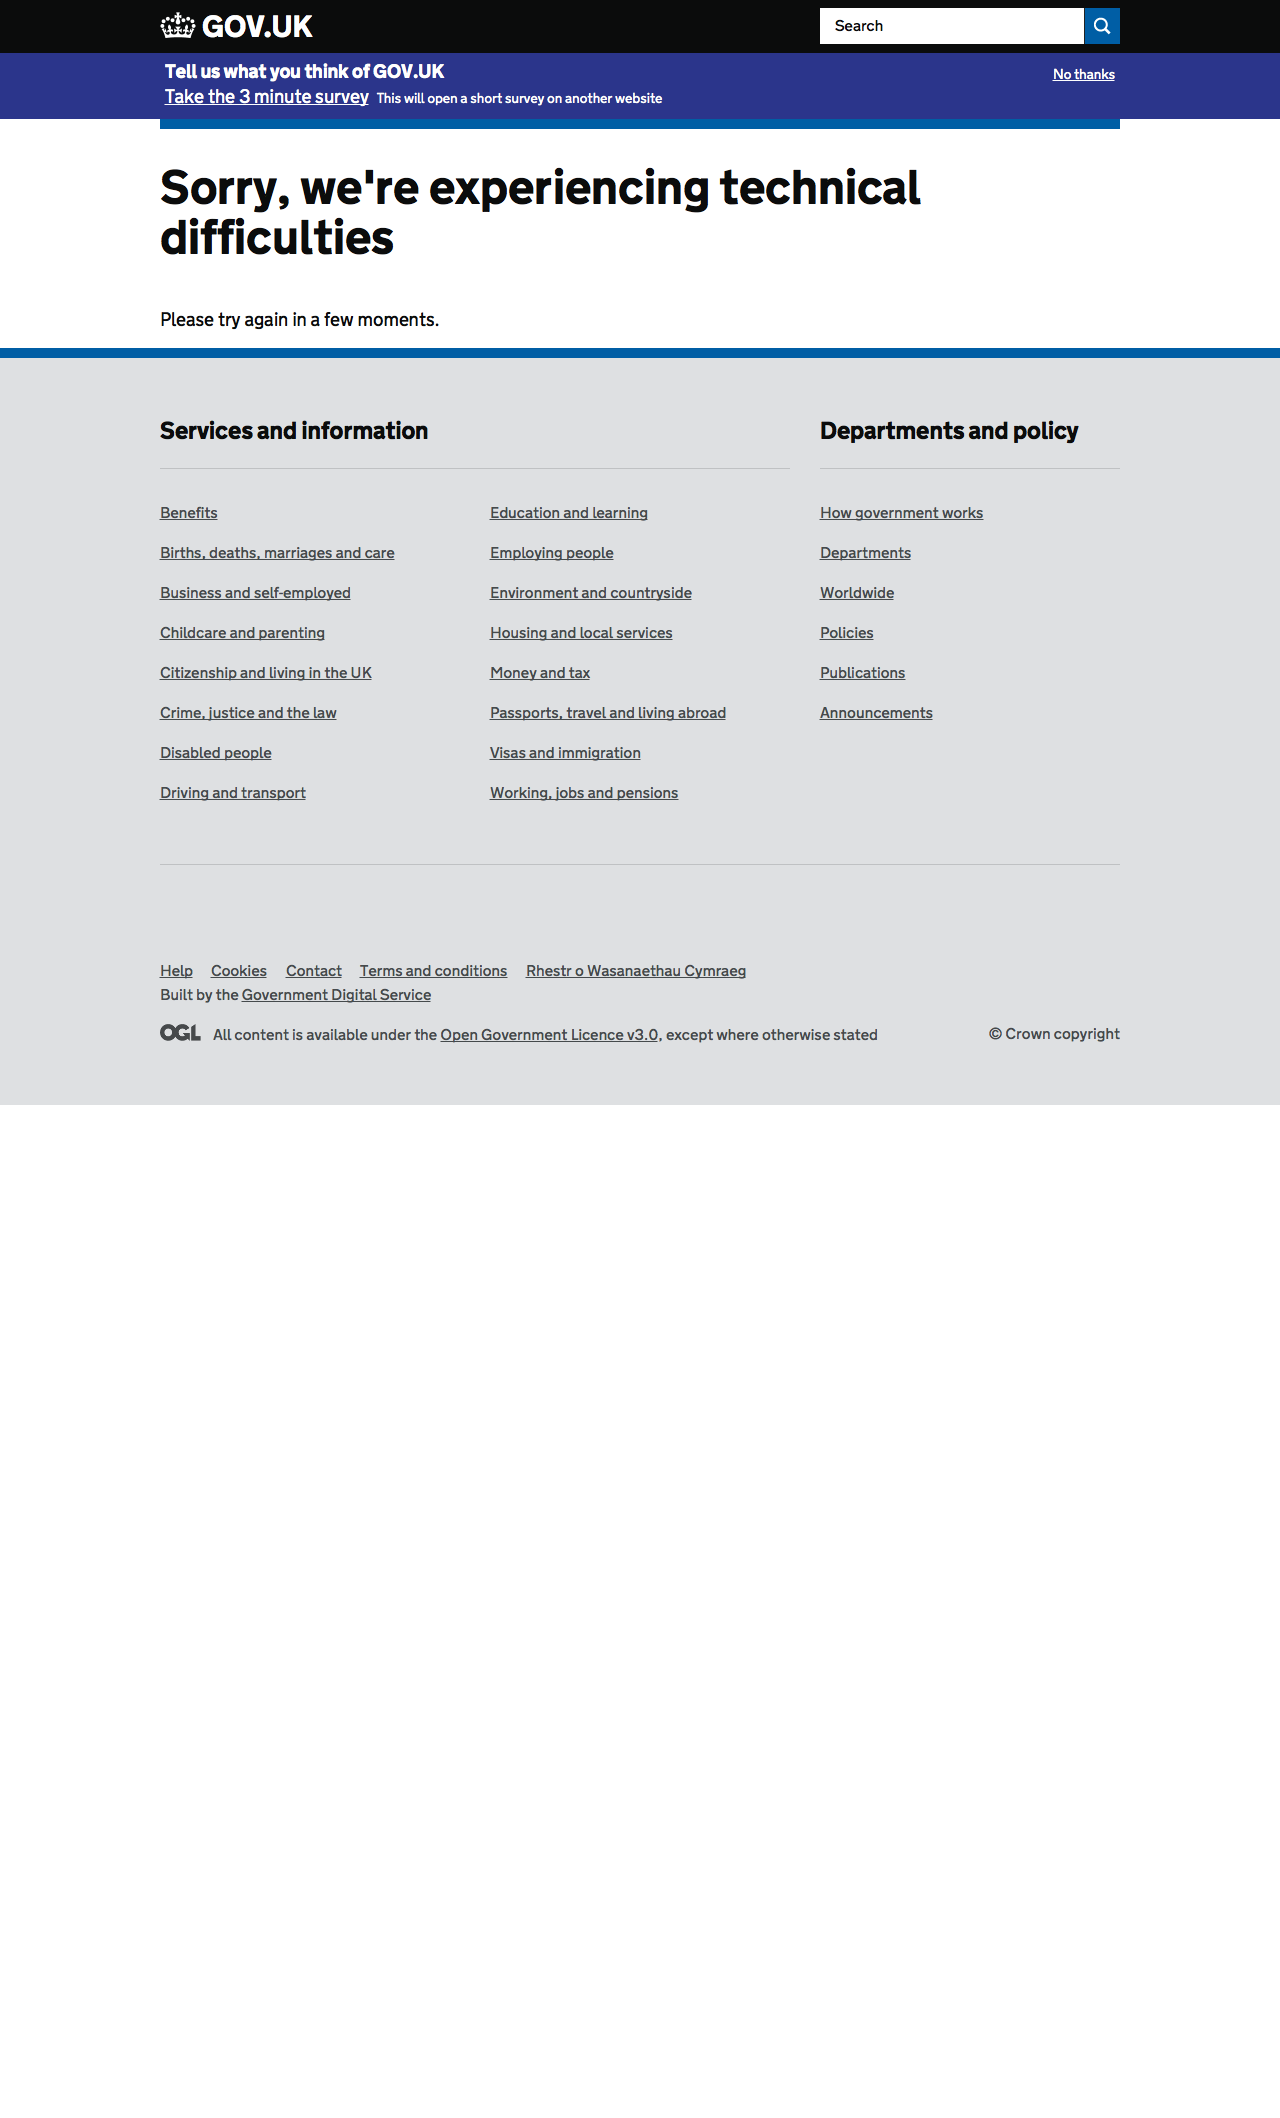 GOV.UK
Search
Tell us what you think of GOV.UK
No thanks
Take the 3 minute survey This will open a short survey on another website
Sorry, we're experiencing technical
difficulties
Please try again in a few moments.
Services and information
Benefits
Births, deaths, marriages and care
Business and self-employed
Childcare and parenting
Citizenship and living in the UK
Crime, justice and the law
Disabled people
Driving and transport
Education and learning
Employing people
Environment and countryside
Housing and local services
Money and tax
Passports, travel and living abroad
Visas and immigration
Working, jobs and pensions
Departments and policy
How government works
Departments
Worldwide
Policies
Publications
Announcements
Help Cookies Contact Terms and conditions Rhestr o Wasanaethau Cymraeg
Built by the Government Digital Service
OGL All content is available under the Open Government Licence v3.0, except where otherwise stated
© Crown copyright